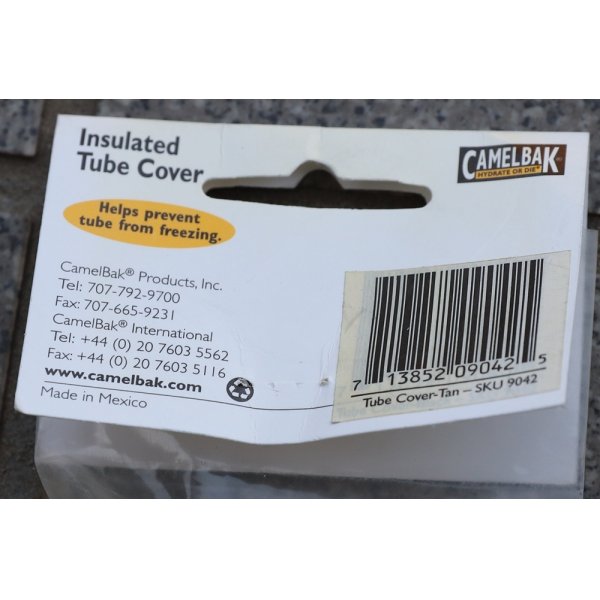 Insulated
Tube Cover
CAMELBAK
HYDRATE OR DIE
Helps prevent
tube from freezing.
CamelBak® Products, Inc.
Tel: 707-792-9700
Fax: 707-665-9231
CamelBak® International
Tel: +44 (0) 20 7603 5562
Fax: +44 (0) 20 7603 5116
www.camelbak.com
Made in Mexico
7 13852 09042 5
Tube Cover-Tan – SKU 9042